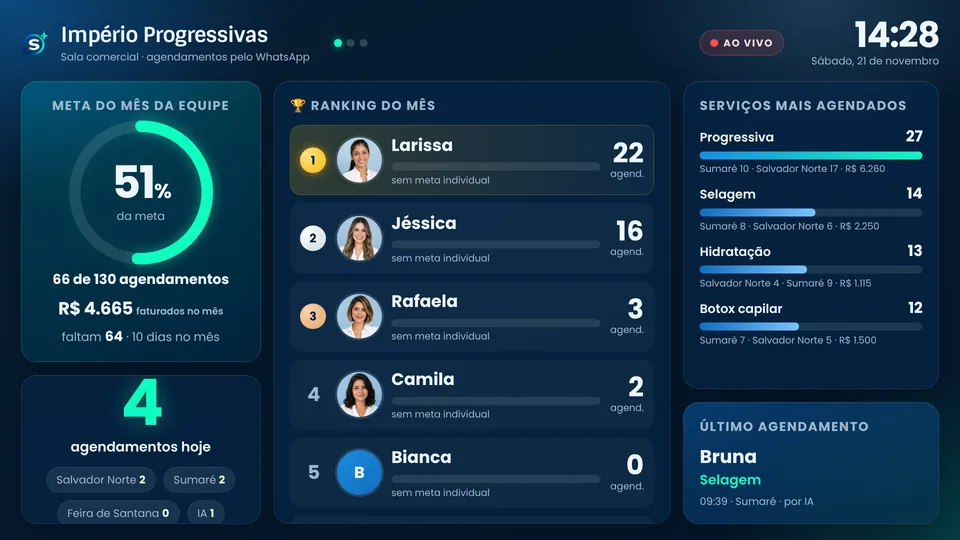 S
Império Progressivas
Sala comercial · agendamentos pelo WhatsApp
AO VIVO
14:28
Sábado, 21 de novembro
META DO MÊS DA EQUIPE
51%
da meta
66 de 130 agendamentos
R$ 4.665 faturados no mês
faltam 64 · 10 dias no mês
4
agendamentos hoje
Salvador Norte 2
Sumaré 2
Feira de Santana 0
IA 1
🏆 RANKING DO MÊS
1
Larissa
sem meta individual
22
agend.
2
Jéssica
sem meta individual
16
agend.
3
Rafaela
sem meta individual
3
agend.
4
Camila
sem meta individual
2
agend.
5
B
Bianca
sem meta individual
0
agend.
SERVIÇOS MAIS AGENDADOS
Progressiva 27
Sumaré 10 · Salvador Norte 17 · R$ 6.260
Selagem 14
Sumaré 8 · Salvador Norte 6 · R$ 2.250
Hidratação 13
Salvador Norte 4 · Sumaré 9 · R$ 1.115
Botox capilar 12
Sumaré 7 · Salvador Norte 5 · R$ 1.500
ÚLTIMO AGENDAMENTO
Bruna
Selagem
09:39 · Sumaré · por IA